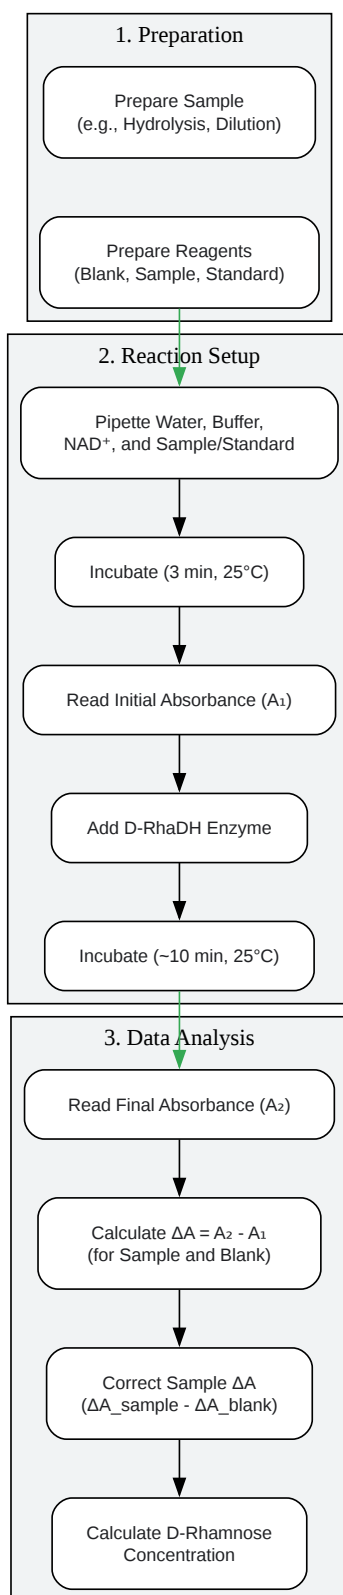 1. Preparation
Prepare Sample
(e.g., Hydrolysis, Dilution)
Prepare Reagents
(Blank, Sample, Standard)
2. Reaction Setup
Pipette Water, Buffer,
NAD⁺, and Sample/Standard
Incubate (3 min, 25°C)
Read Initial Absorbance (A₁)
Add D-RhaDH Enzyme
Incubate (~10 min, 25°C)
3. Data Analysis
Read Final Absorbance (A₂)
Calculate ΔA = A₂ - A₁
(for Sample and Blank)
Correct Sample ΔA
(ΔA_sample - ΔA_blank)
Calculate D-Rhamnose
Concentration